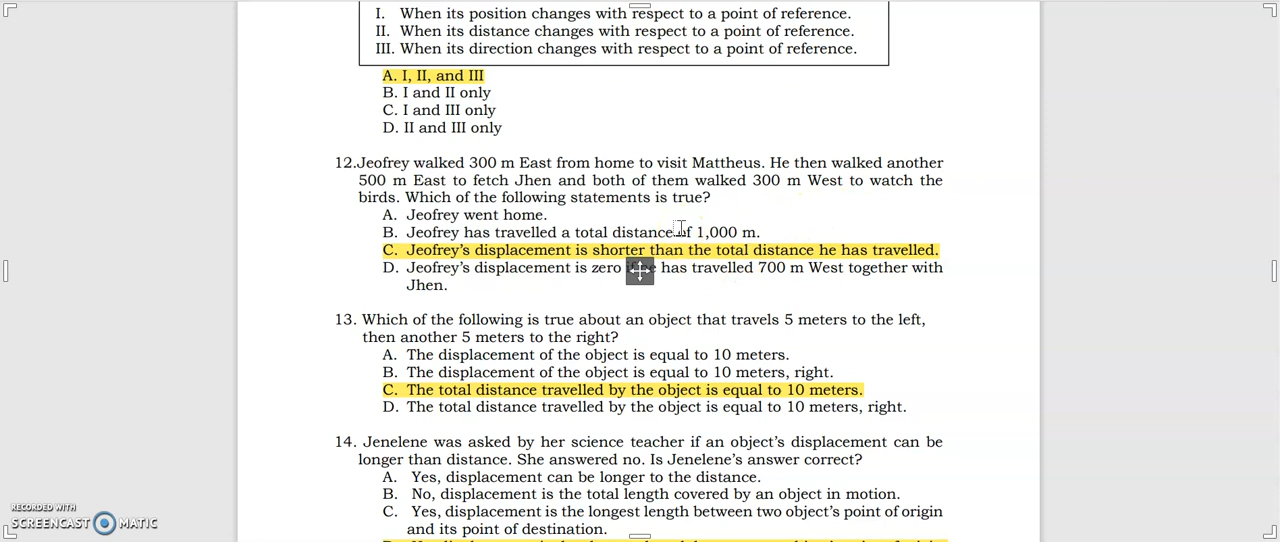 I. When its position changes with respect to a point of reference.
II. When its distance changes with respect to a point of reference.
III. When its direction changes with respect to a point of reference.
A. I, II, and III
B. I and II only
C. I and III only
D. II and III only
12.Jeofrey walked 300 m East from home to visit Mattheus. He then walked another
500 m East to fetch Jhen and both of them walked 300 m West to watch the
birds. Which of the following statements is true?
A. Jeofrey went home.
B. Jeofrey has travelled a total distance of 1,000 m.
C. Jeofrey's displacement is shorter than the total distance he has travelled.
D. Jeofrey's displacement is zero has travelled 700 m West together with
Jhen.
13. Which of the following is true about an object that travels 5 meters to the left,
then another 5 meters to the right?
A. The displacement of the object is equal to 10 meters.
B. The displacement of the object is equal to 10 meters, right.
C. The total distance travelled by the object is equal to 10 meters.
D. The total distance travelled by the object is equal to 10 meters, right.
14. Jenelene was asked by her science teacher if an object's displacement can be
longer than distance. She answered no. Is Jenelene's answer correct?
A. Yes, displacement can be longer to the distance.
B. No, displacement is the total length covered by an object in motion.
C. Yes, displacement is the longest length between two object's point of origin
and its point of destination.
RECORDED WITH
SCREENCAST MATIC